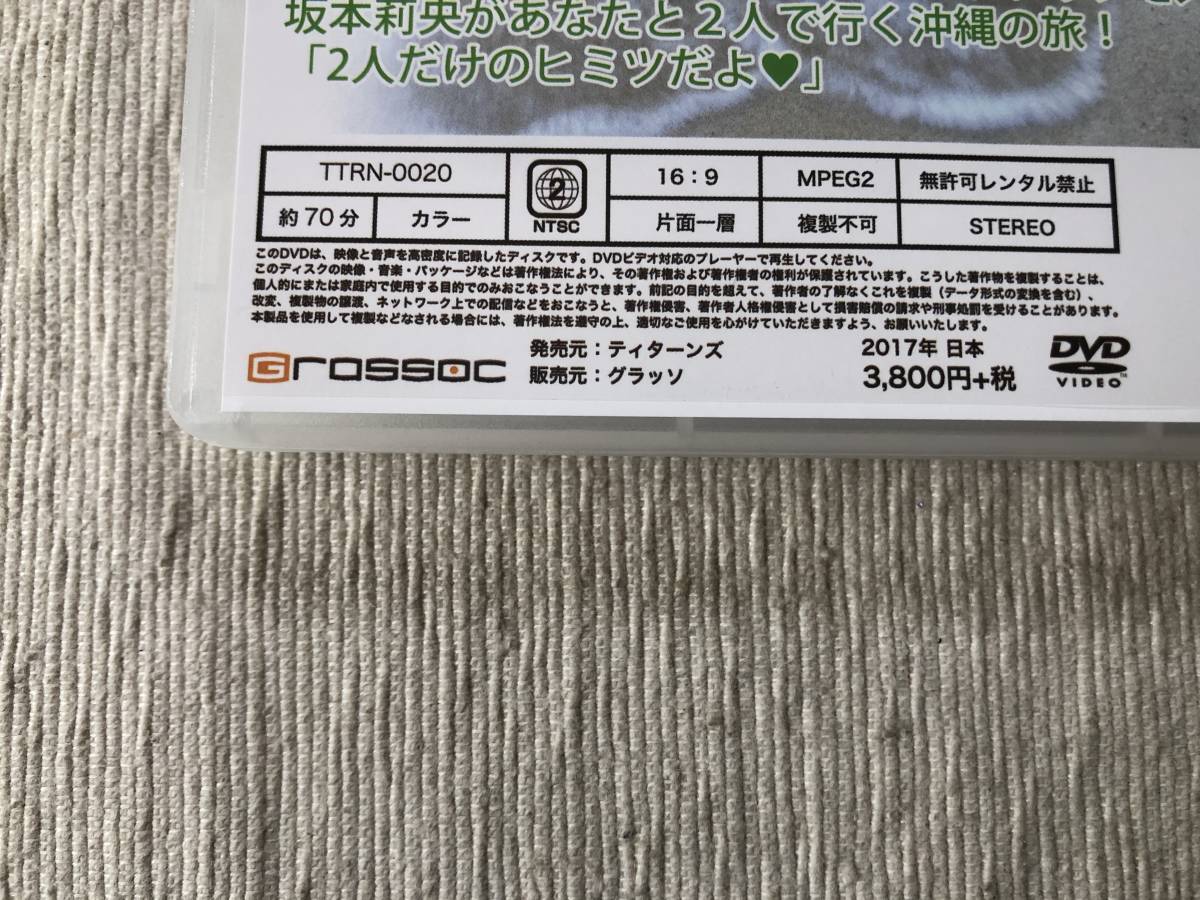 坂本莉央があなたと２人で行く沖縄の旅！
「2人だけのヒミツだよ♥」
TTRN-0020
2
NTSC
16：9
MPEG2
無許可レンタル禁止
約70分
カラー
片面一層
複製不可
STEREO
このDVDは、映像と音声を高密度に記録したディスクです。DVDビデオ対応のプレーヤーで再生してください。
このディスクの映像・音楽・パッケージなどは著作権法により、その著作権および著作権者の権利が保護されています。こうした著作物を複製することは、
個人的にまたは家庭内で使用する目的でのみおこなうことができます。前記の目的を超えて、著作者の了解なくこれを複製（データ形式の変換を含む）、
改変、複製物の譲渡、ネットワーク上での配信などをおこなうと、著作権侵害、著作者人格権侵害として損害賠償の請求や刑事処罰を受けることがあります。
本製品を使用して複製などなされる場合には、著作権法を遵守の上、適切なご使用を心がけていただきますよう、お願いいたします。
Grassoc
発売元：ティターンズ
販売元：グラッソ
2017年 日本
3,800円+税
DVD
VIDEO™